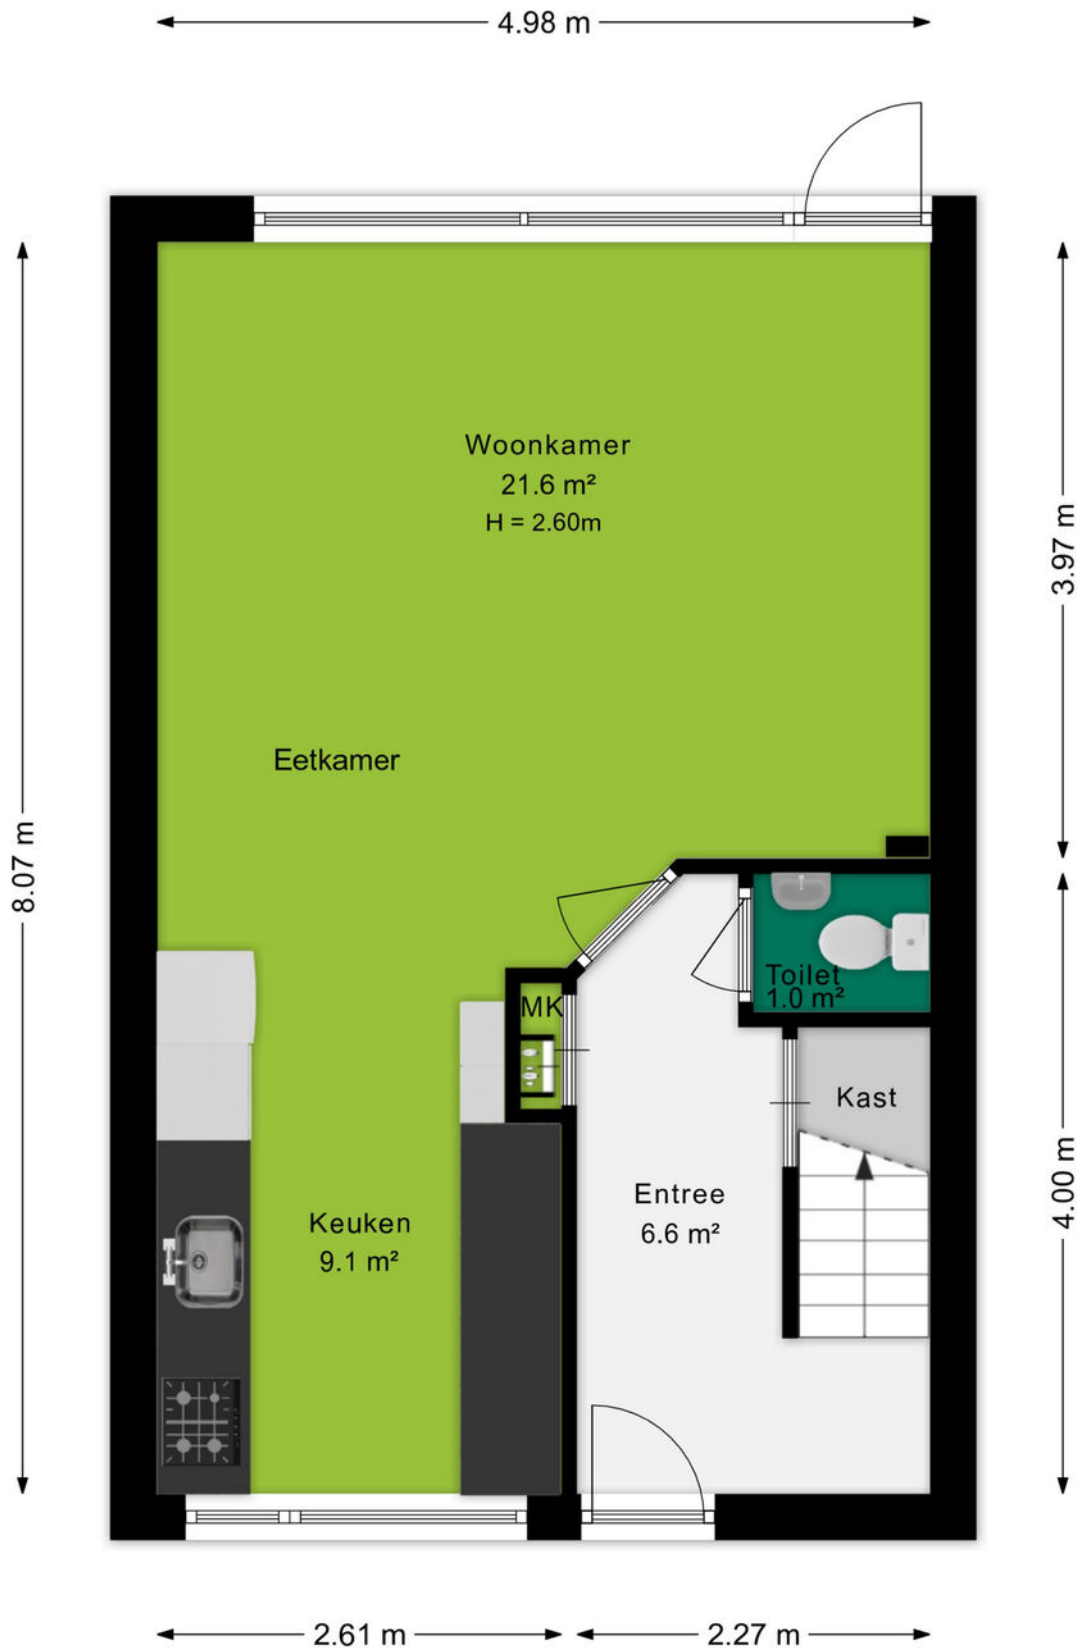 4.98 m
Woonkamer
21.6 m²
H = 2.60m
3.97 m
Eetkamer
8.07 m
Toilet
1.0 m²
MK
Kast
Entree
6.6 m²
4.00 m
Keuken
9.1 m²
2.61 m
2.27 m